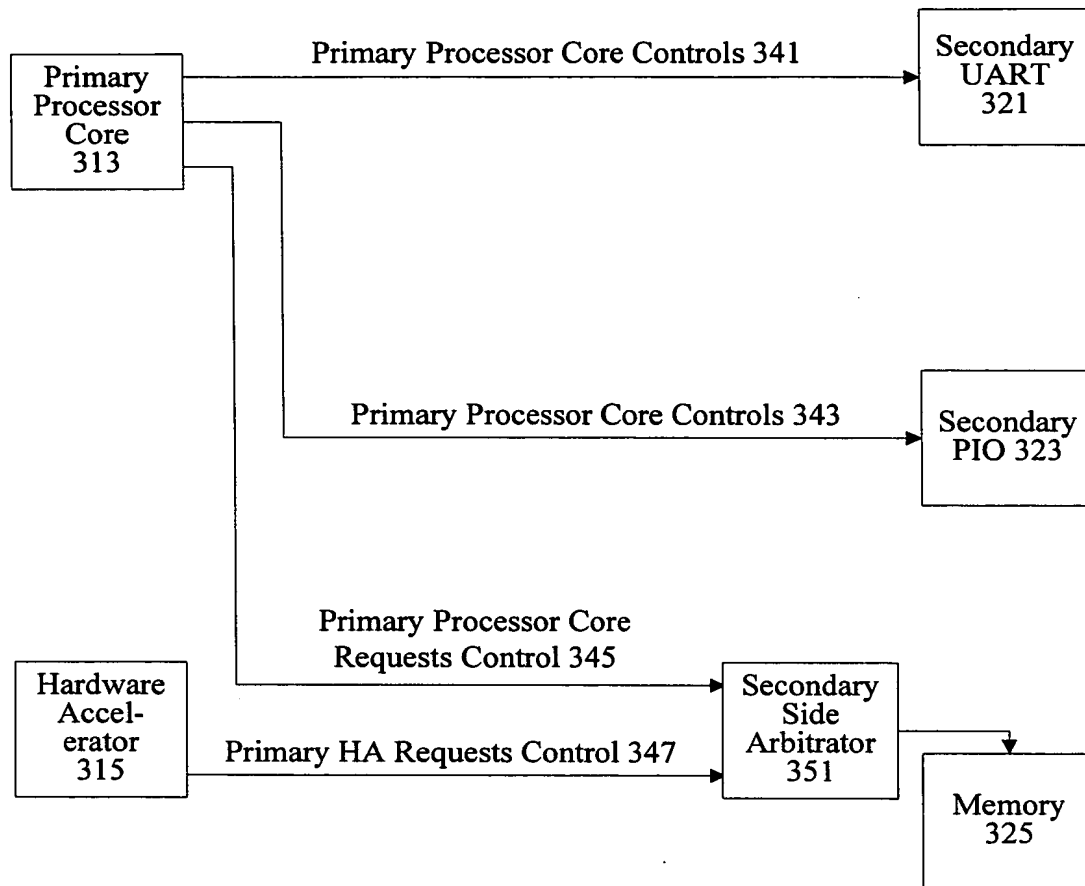 Primary
Processor
Core
313
Primary Processor Core Controls 341
Secondary
UART
321
Primary Processor Core Controls 343
Secondary
PIO 323
Primary Processor Core
Requests Control 345
Hardware
Accel-
erator
315
Primary HA Requests Control 347
Secondary
Side
Arbitrator
351
Memory
325